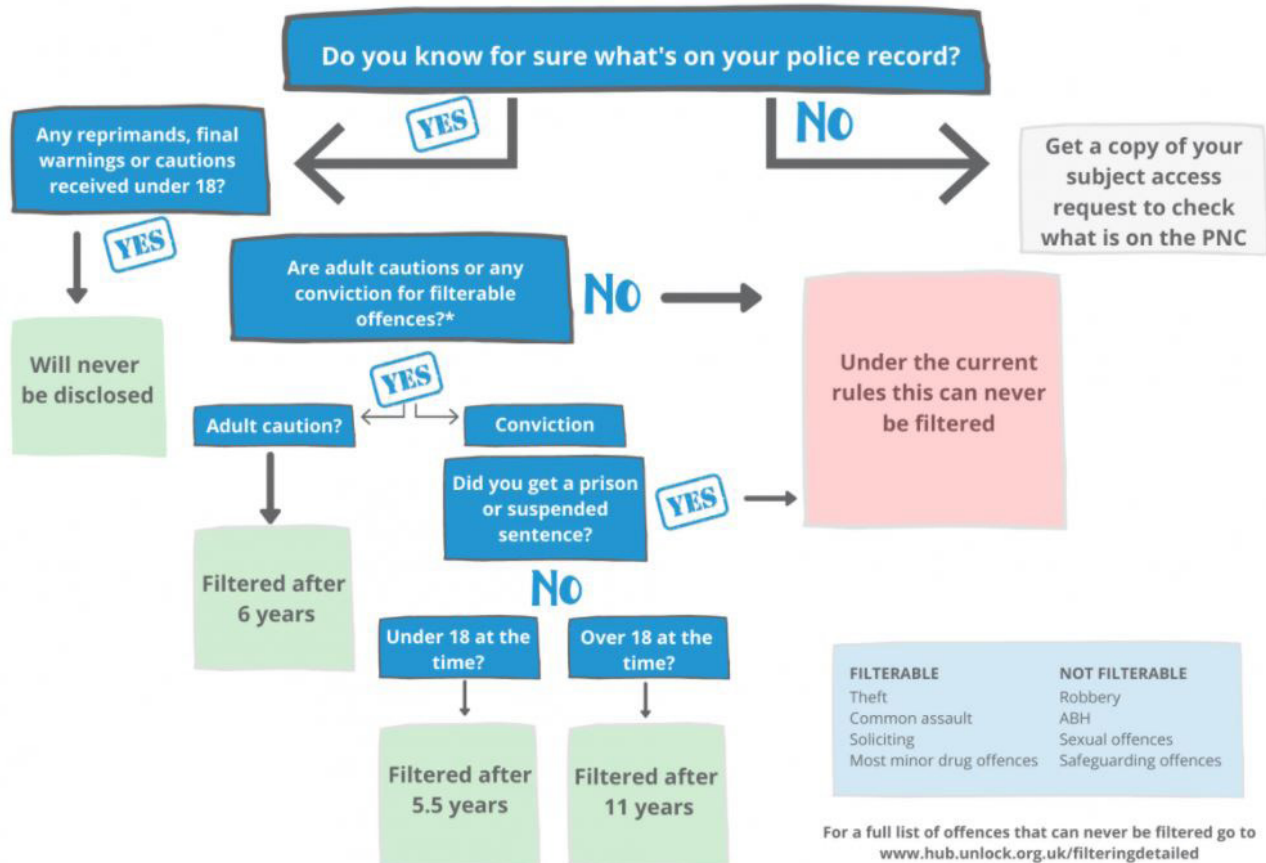 Do you know for sure what's on your police record?
YES
NO
Any reprimands, final
warnings or cautions
received under 18?
Get a copy of your
subject access
request to check
what is on the PNC
YES
Are adult cautions or any
conviction for filterable
offences?*
NO
Will never
be disclosed
Under the current
rules this can never
be filtered
YES
Adult caution?
Conviction
Did you get a prison
or suspended
sentence?
YES
Filtered after
6 years
NO
Under 18 at the
time?
Over 18 at the
time?
Filtered after
5.5 years
Filtered after
11 years
FILTERABLE
Theft
Common assault
Soliciting
Most minor drug offences
NOT FILTERABLE
Robbery
ABH
Sexual offences
Safeguarding offences
For a full list of offences that can never be filtered go to
www.hub.unlock.org.uk/filteringdetailed